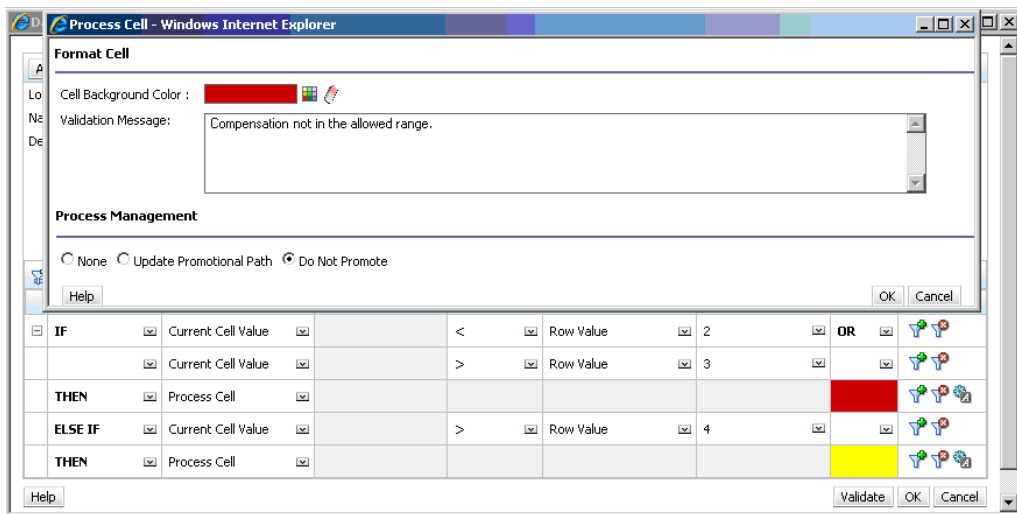 D Process Cell - Windows Internet Explorer
Format Cell
A
Lo Cell Background Color :
Na Validation Message: Compensation not in the allowed range.
De
Process Management
None Update Promotional Path Do Not Promote
Help OK Cancel
IF Current Cell Value < Row Value 2 OR
Current Cell Value > Row Value 3
THEN Process Cell
ELSE IF Current Cell Value > Row Value 4
THEN Process Cell
Help Validate OK Cancel